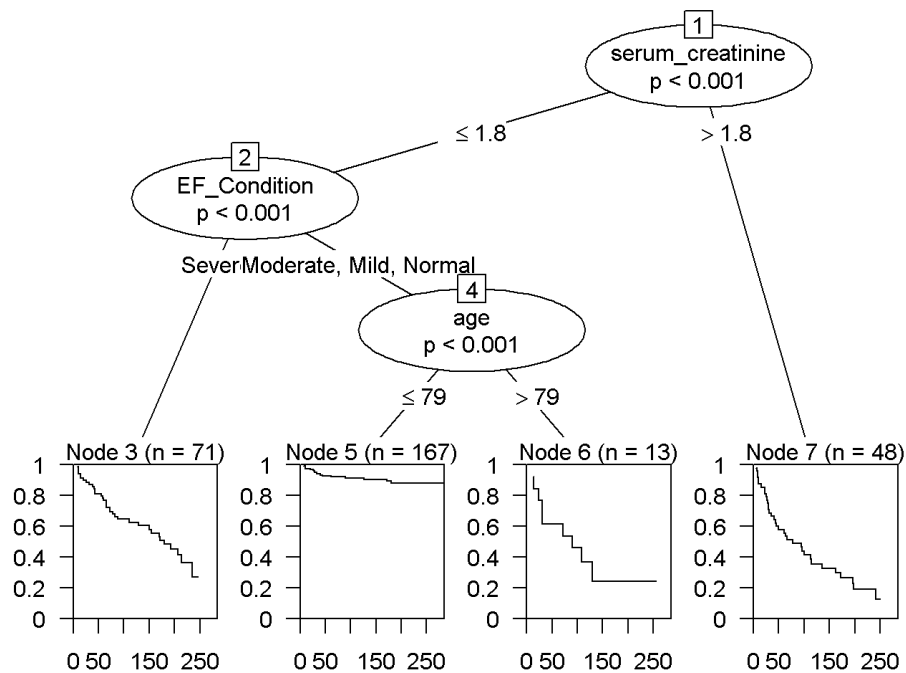 1
serum_creatinine
p < 0.001
≤ 1.8
> 1.8
2
EF_Condition
p < 0.001
Moderate, Mild, Normal
4
age
p < 0.001
≤ 79
> 79
Node 3 (n = 71)
Node 5 (n = 167)
Node 6 (n = 13)
Node 7 (n = 48)
1 1 1 1
0.8 0.8 0.8 0.8
0.6 0.6 0.6 0.6
0.4 0.4 0.4 0.4
0.2 0.2 0.2 0.2
0 0 0 0
0 50 150 250 0 50 150 250 0 50 150 250 0 50 150 250